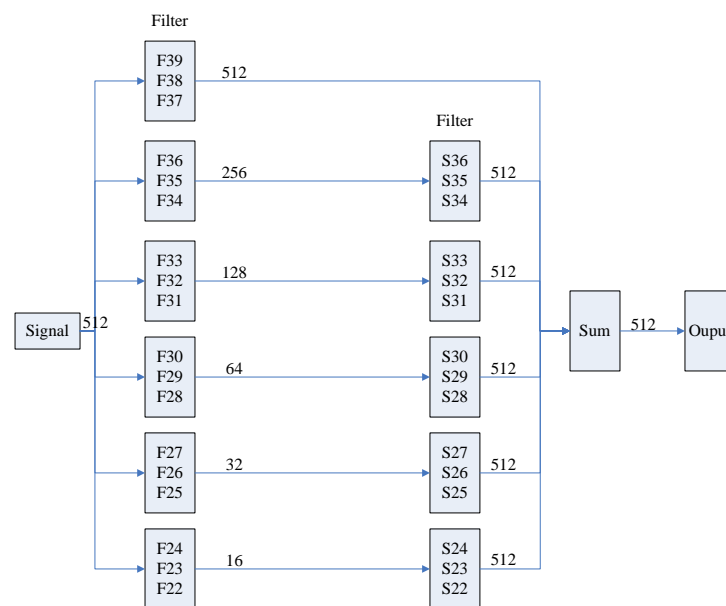 Filter
F39
F38
F37
512
Filter
F36
F35
F34
256
S36
S35
S34
512
F33
F32
F31
128
S33
S32
S31
512
Signal
512
Sum
512
Ouput
F30
F29
F28
64
S30
S29
S28
512
F27
F26
F25
32
S27
S26
S25
512
F24
F23
F22
16
S24
S23
S22
512